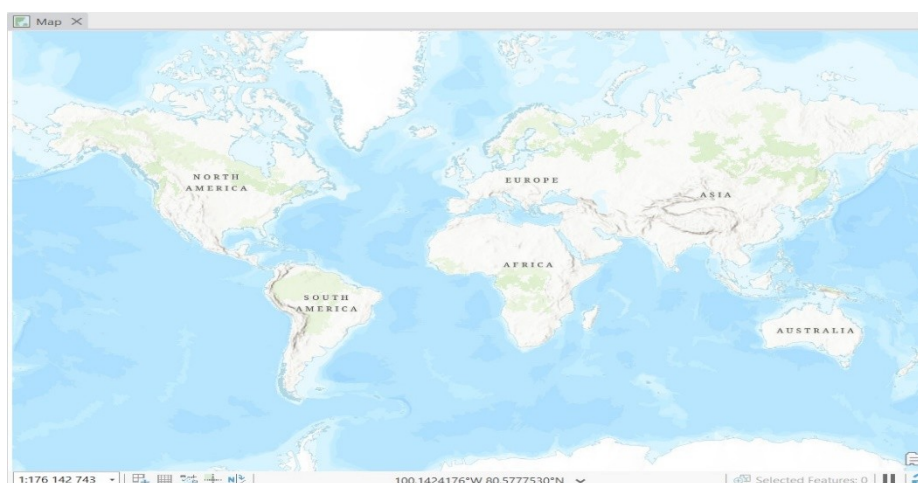 Map
NORTH
AMERICA
EUROPE
ASIA
AFRICA
SOUTH
AMERICA
AUSTRALIA
1:176 142 743
100,1424176°W 80,5777530°N
Selected Features: 0